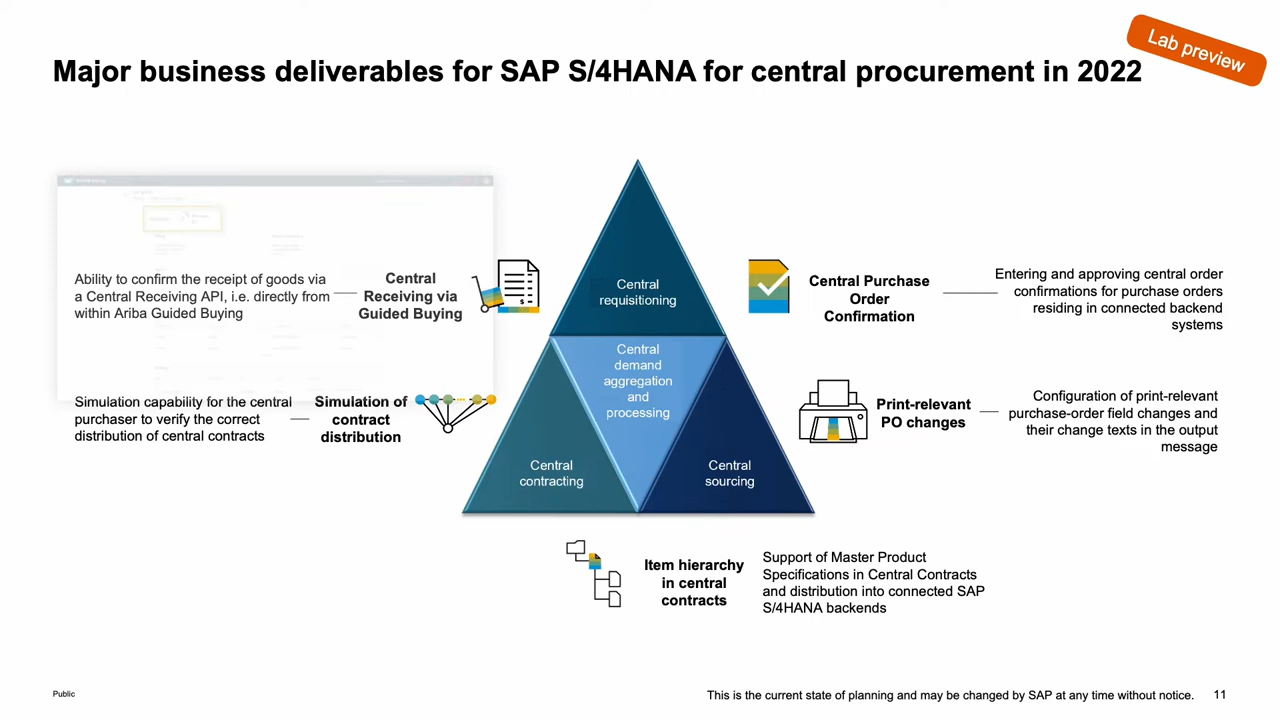 Lab preview
Major business deliverables for SAP S/4HANA for central procurement in 2022
Ability to confirm the receipt of goods via
a Central Receiving API, i.e. directly from
within Ariba Guided Buying
Central
Receiving via
Guided Buying
Central
requisitioning
Central Purchase
Order
Confirmation
Entering and approving central order
confirmations for purchase orders
residing in connected backend
systems
Simulation capability for the central
purchaser to verify the correct
distribution of central contracts
Simulation of
contract
distribution
Central
demand
aggregation
and
processing
Print-relevant
PO changes
Configuration of print-relevant
purchase-order field changes and
their change texts in the output
message
Central
contracting
Central
sourcing
Item hierarchy
in central
contracts
Support of Master Product
Specifications in Central Contracts
and distribution into connected SAP
S/4HANA backends
Public
This is the current state of planning and may be changed by SAP at any time without notice.
11